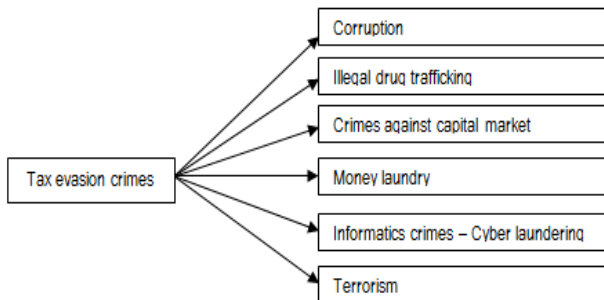 Corruption
Illegal drug trafficking
Crimes against capital market
Tax evasion crimes
Money laundry
Informatics crimes – Cyber laundering
Terrorism